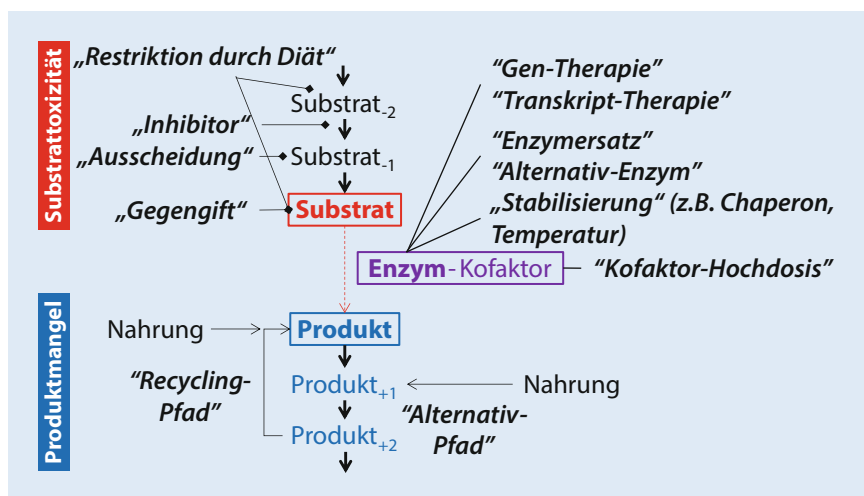 Substrattoxizität
„Restriktion durch Diät“
Substrat-2
„Inhibitor“
„Ausscheidung“
Substrat-1
„Gegengift“
Substrat
“Gen-Therapie”
“Transkript-Therapie”
“Enzymersatz”
“Alternativ-Enzym”
„Stabilisierung“ (z.B. Chaperon,
Temperatur)
Enzym-Kofaktor
“Kofaktor-Hochdosis”
Produktmangel
Nahrung
Produkt
“Recycling-
Pfad”
Produkt+1
Nahrung
“Alternativ-
Pfad”
Produkt+2